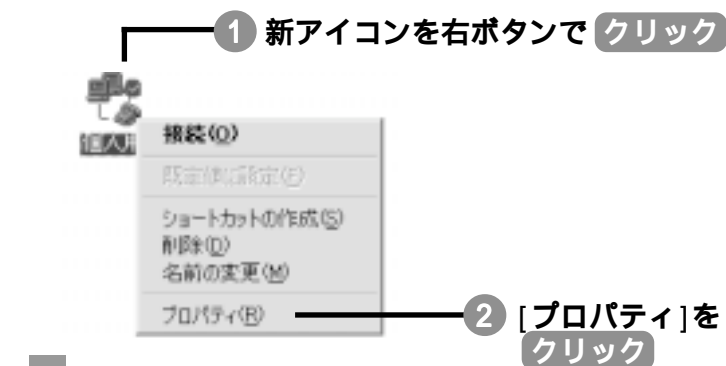 1 新アイコンを右ボタンで クリック
個人用
接続(O)
既定値に設定(F)
ショートカットの作成(S)
削除(D)
名前の変更(M)
プロパティ(R)
2 [プロパティ]を
クリック